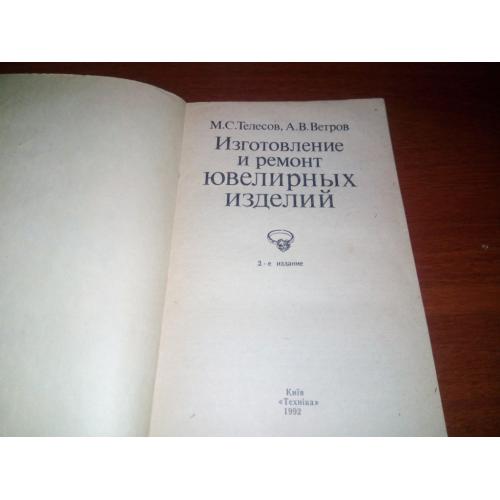 М.С.Телесов, А.В.Ветров
Изготовление
и ремонт
ювелирных
изделий
2-е издание
Київ
«Техніка»
1992